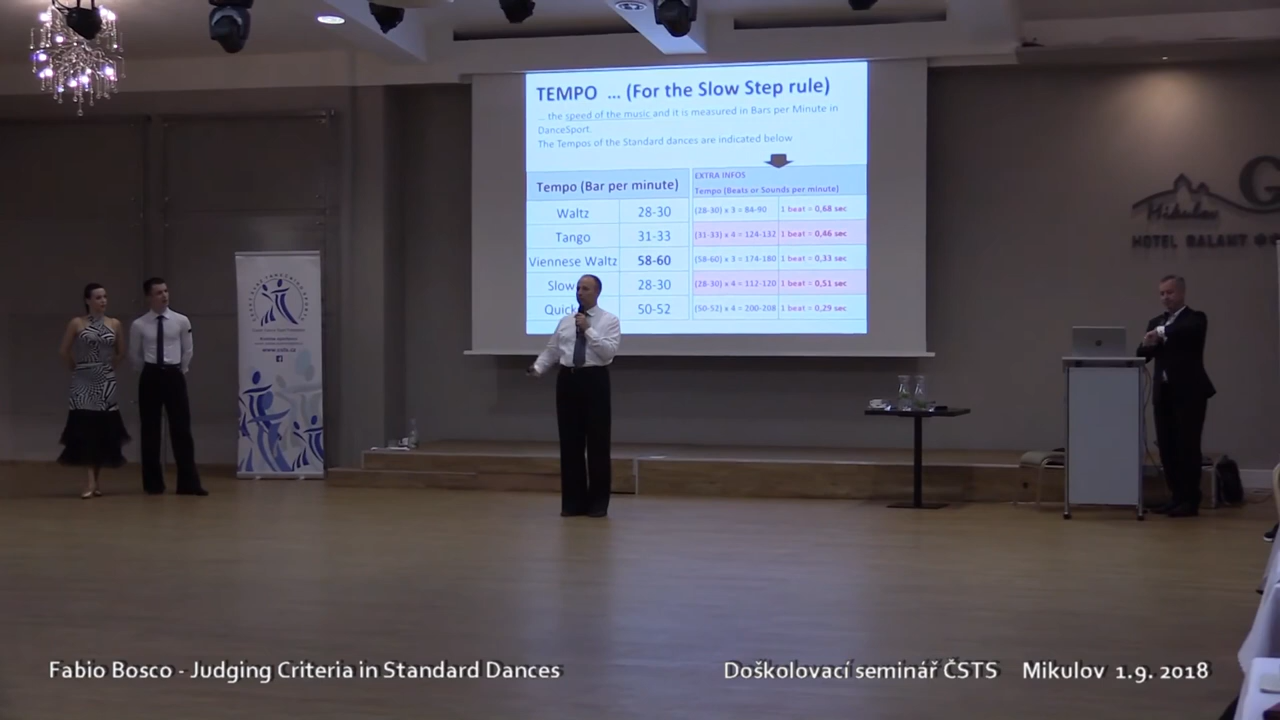 TEMPO ... (For the Slow Step rule)
... the speed of the music and it is measured in Bars per Minute in
DanceSport.
The Tempos of the Standard dances are indicated below
Tempo (Bar per minute)
EXTRA INFOS
Tempo (Beats or Sounds per minute)
Waltz 28-30 (28-30) x 3 = 84-90 1 beat = 0,68 sec
Tango 31-33 (31-33) x 4 = 124-132 1 beat = 0,46 sec
Viennese Waltz 58-60 (58-60) x 3 = 174-180 1 beat = 0,33 sec
Slow 28-30 (28-30) x 4 = 112-120 1 beat = 0,51 sec
Quick 50-52 (50-52) x 4 = 200-208 1 beat = 0,29 sec
www.csts.cz
G
Mikulov
HOTEL GALANT
Fabio Bosco - Judging Criteria in Standard Dances
Doškolovací seminář ČSTS Mikulov 1.9. 2018